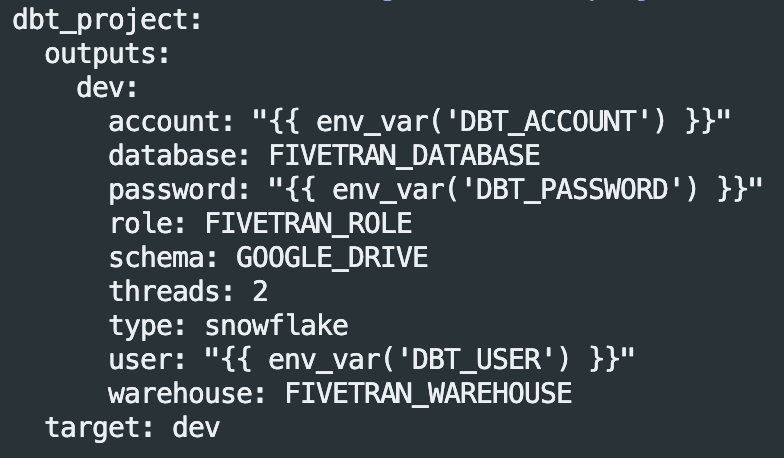 dbt_project:
  outputs:
    dev:
      account: "{{ env_var('DBT_ACCOUNT') }}"
      database: FIVETRAN_DATABASE
      password: "{{ env_var('DBT_PASSWORD') }}"
      role: FIVETRAN_ROLE
      schema: GOOGLE_DRIVE
      threads: 2
      type: snowflake
      user: "{{ env_var('DBT_USER') }}"
      warehouse: FIVETRAN_WAREHOUSE
  target: dev